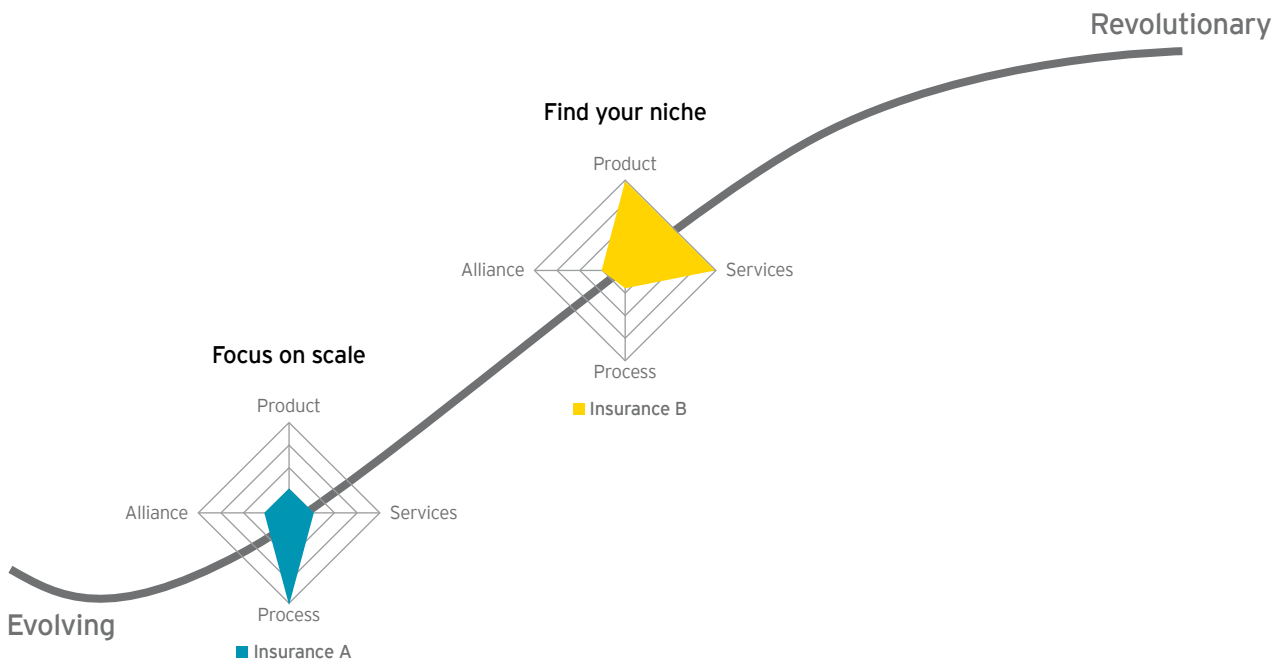 Revolutionary
Find your niche
Product
Alliance
Services
Process
Insurance B
Focus on scale
Product
Alliance
Services
Process
Insurance A
Evolving